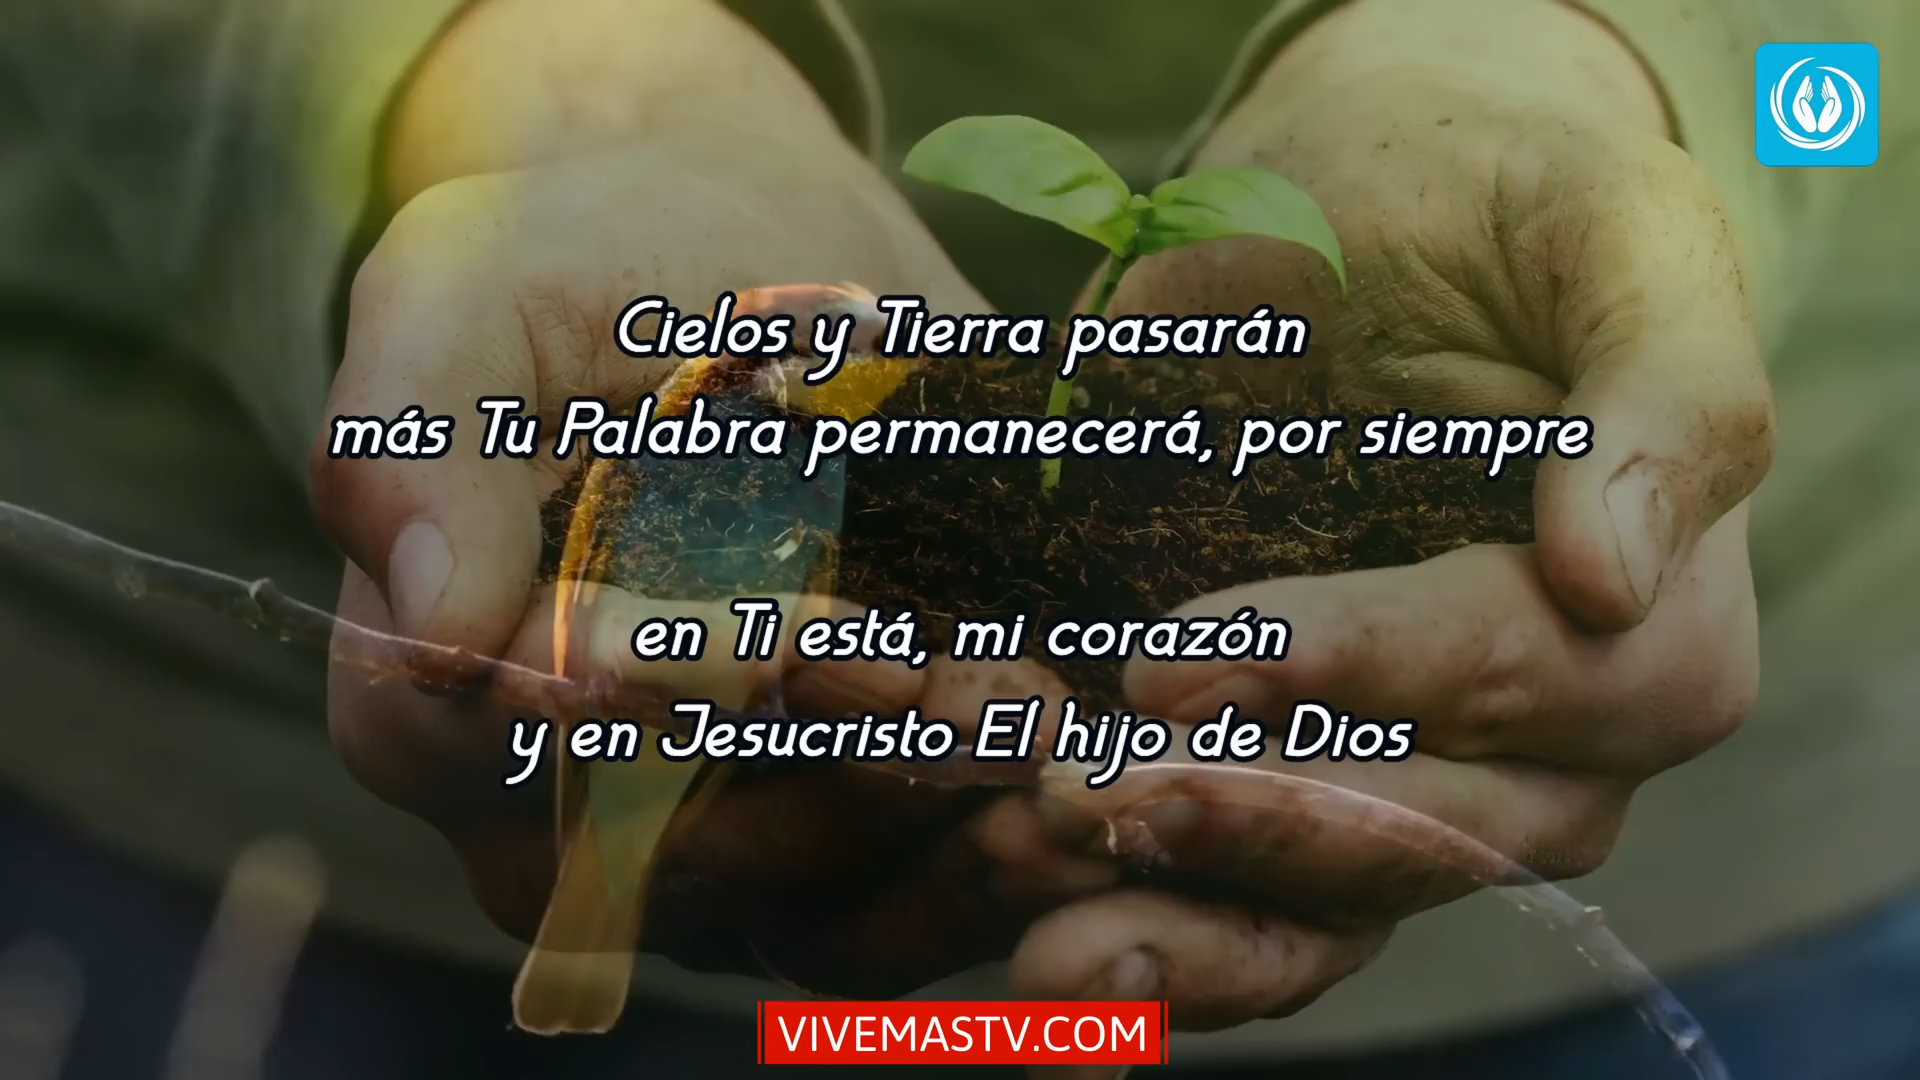 Cielos y Tierra pasarán
más Tu Palabra permanecerá, por siempre
en Ti está, mi corazón
y en Jesucristo El hijo de Dios
VIVEMASTV.COM